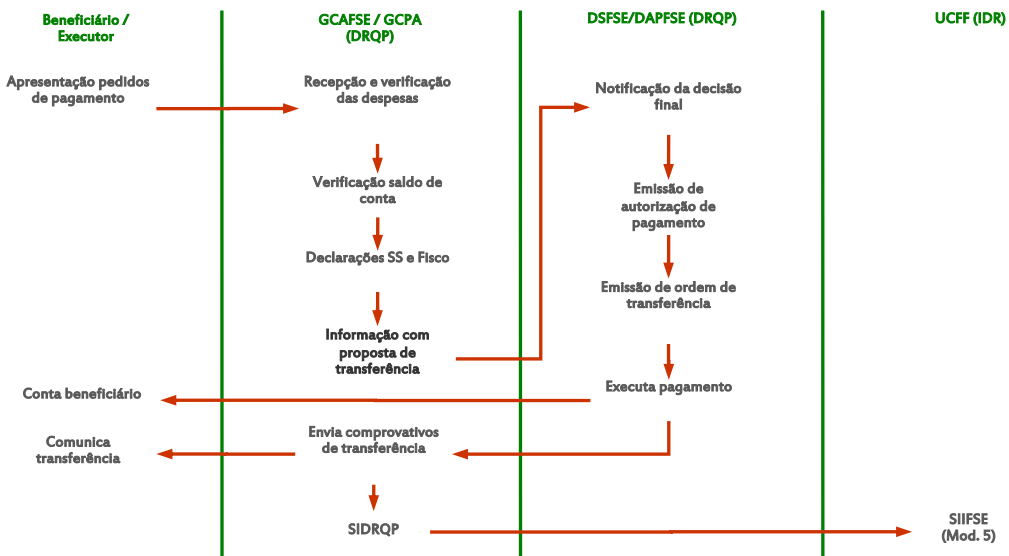 Beneficiário /
Executor
GCAFSE / GCPA
(DRQP)
DSFSE/DAPFSE (DRQP)
UCFF (IDR)
Apresentação pedidos
de pagamento
Recepção e verificação
das despesas
Notificação da decisão
final
Verificação saldo de
conta
Emissão de
autorização de
pagamento
Declarações SS e Fisco
Emissão de ordem de
transferência
Informação com
proposta de
transferência
Executa pagamento
Conta beneficiário
Envia comprovativos
de transferência
Comunica
transferência
SIDRQP
SIIFSE
(Mod. 5)